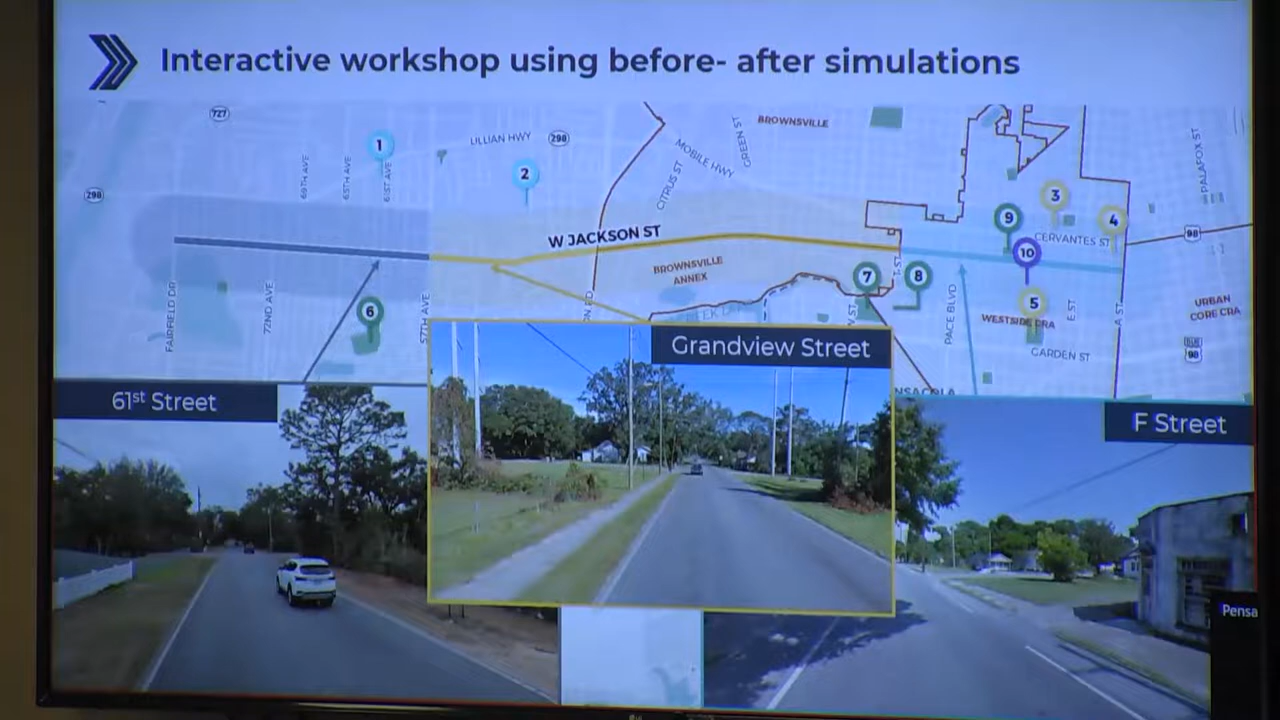 Interactive workshop using before- after simulations
727
LILLIAN HWY
298
BROWNSVILLE
GREEN ST
MOBILE HWY
CITRUS ST
PALAFOX ST
1
2
69TH AVE
65TH AVE
61ST AVE
298
3
4
9
10
CERVANTES ST
98
W JACKSON ST
BROWNSVILLE
ANNEX
7
8
5
6
FAIRFIELD DR
72ND AVE
57TH AVE
PACE BLVD
WESTSIDE CRA
E ST
A ST
URBAN
CORE CRA
GARDEN ST
BUS
98
61st Street
Grandview Street
F Street
Pensa